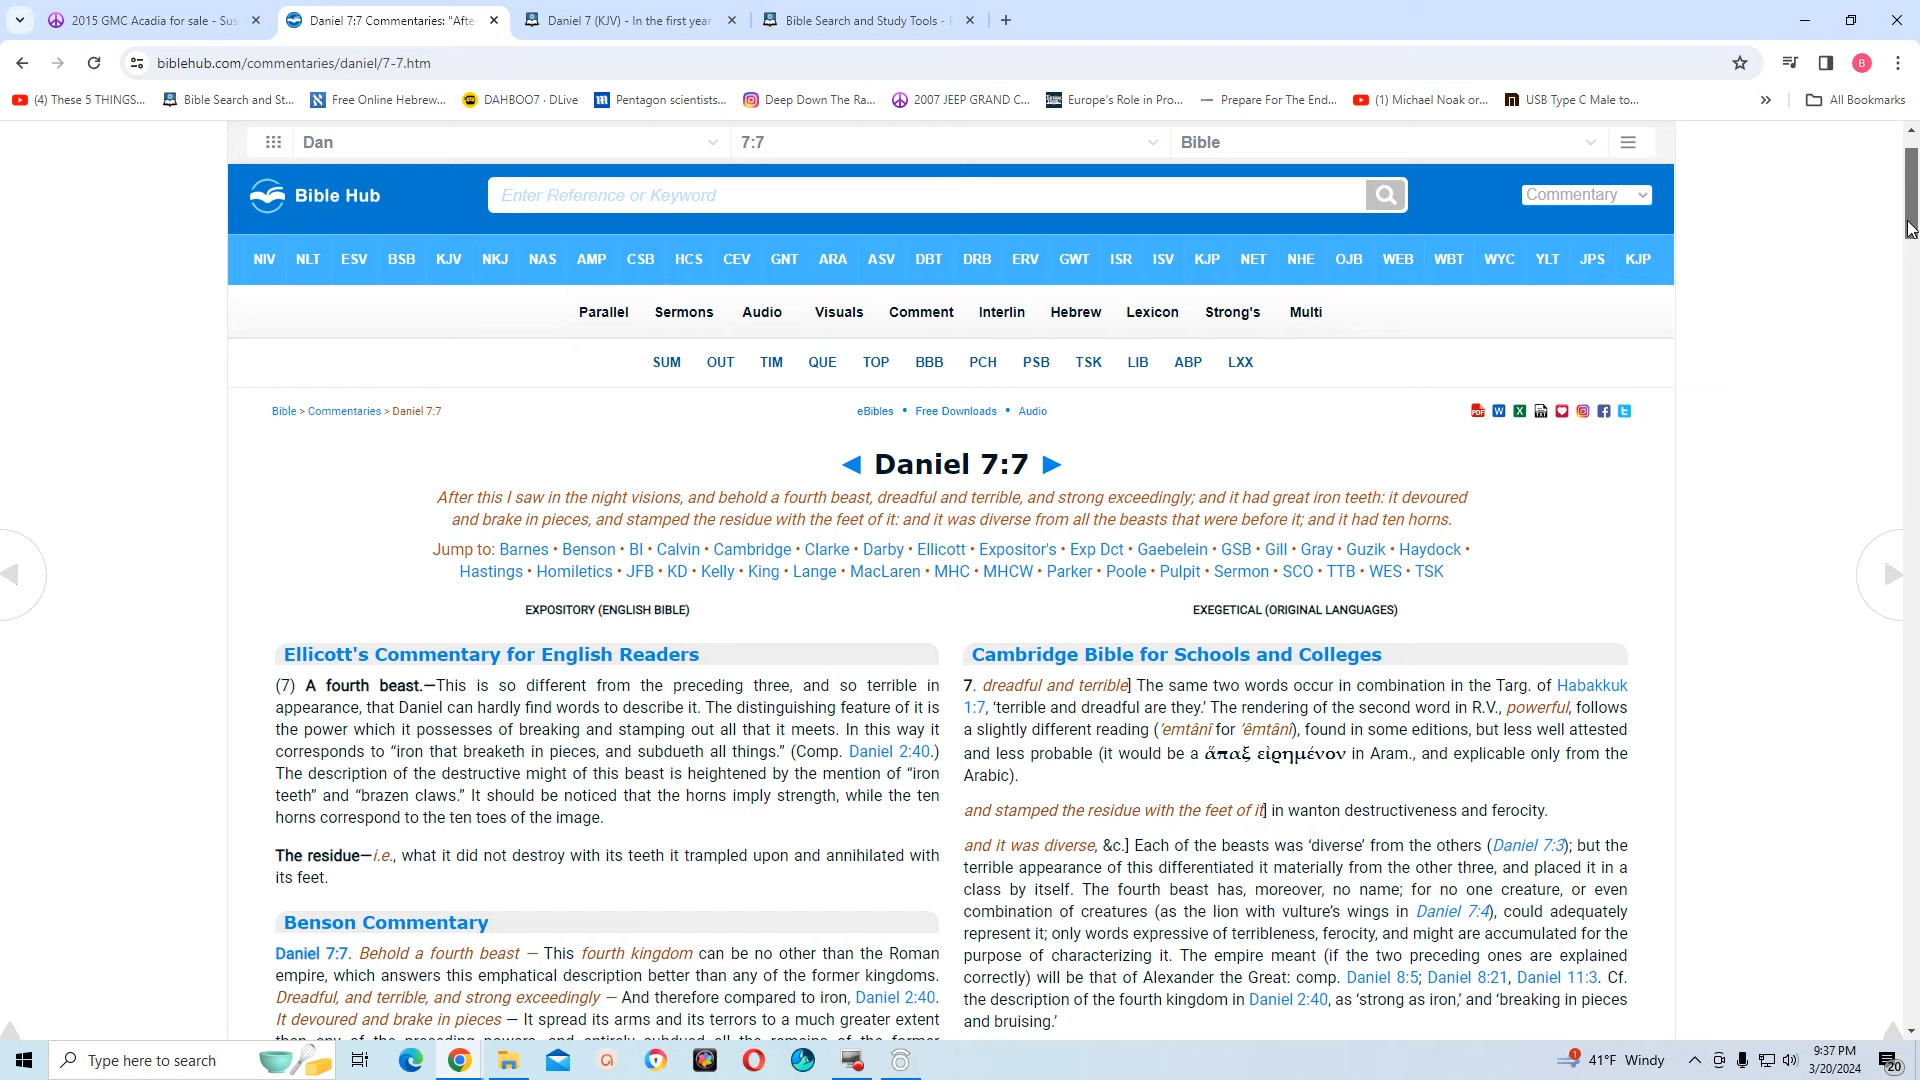 2015 GMC Acadia for sale - Sus
Daniel 7:7 Commentaries: "Afte
Daniel 7 (KJV) - In the first year
Bible Search and Study Tools -
biblehub.com/commentaries/daniel/7-7.htm
B
(4) These 5 THINGS...
Bible Search and St...
Free Online Hebrew...
DAHBOO7 · DLive
Pentagon scientists...
Deep Down The Ra...
2007 JEEP GRAND C...
Europe's Role in Pro...
Prepare For The End...
(1) Michael Noak or...
USB Type C Male to...
All Bookmarks
Dan
7:7
Bible
Bible Hub
Enter Reference or Keyword
Commentary
NIV NLT ESV BSB KJV NKJ NAS AMP CSB HCS CEV GNT ARA ASV DBT DRB ERV GWT ISR ISV KJP NET NHE OJB WEB WBT WYC YLT JPS KJP
Parallel Sermons Audio Visuals Comment Interlin Hebrew Lexicon Strong's Multi
SUM OUT TIM QUE TOP BBB PCH PSB TSK LIB ABP LXX
Bible > Commentaries > Daniel 7:7
eBibles • Free Downloads • Audio
◄ Daniel 7:7 ►
After this I saw in the night visions, and behold a fourth beast, dreadful and terrible, and strong exceedingly; and it had great iron teeth: it devoured
and brake in pieces, and stamped the residue with the feet of it: and it was diverse from all the beasts that were before it; and it had ten horns.
Jump to: Barnes • Benson • BI • Calvin • Cambridge • Clarke • Darby • Ellicott • Expositor's • Exp Dct • Gaebelein • GSB • Gill • Gray • Guzik • Haydock •
Hastings • Homiletics • JFB • KD • Kelly • King • Lange • MacLaren • MHC • MHCW • Parker • Poole • Pulpit • Sermon • SCO • TTB • WES • TSK
EXPOSITORY (ENGLISH BIBLE)
Ellicott's Commentary for English Readers
(7) A fourth beast.—This is so different from the preceding three, and so terrible in
appearance, that Daniel can hardly find words to describe it. The distinguishing feature of it is
the power which it possesses of breaking and stamping out all that it meets. In this way it
corresponds to “iron that breaketh in pieces, and subdueth all things.” (Comp. Daniel 2:40.)
The description of the destructive might of this beast is heightened by the mention of “iron
teeth” and “brazen claws.” It should be noticed that the horns imply strength, while the ten
horns correspond to the ten toes of the image.
The residue—i.e., what it did not destroy with its teeth it trampled upon and annihilated with
its feet.
Benson Commentary
Daniel 7:7. Behold a fourth beast — This fourth kingdom can be no other than the Roman
empire, which answers this emphatical description better than any of the former kingdoms.
Dreadful, and terrible, and strong exceedingly — And therefore compared to iron, Daniel 2:40.
It devoured and brake in pieces — It spread its arms and its terrors to a much greater extent
EXEGETICAL (ORIGINAL LANGUAGES)
Cambridge Bible for Schools and Colleges
7. dreadful and terrible] The same two words occur in combination in the Targ. of Habakkuk
1:7, ‘terrible and dreadful are they.’ The rendering of the second word in R.V., powerful, follows
a slightly different reading (’emtânî for ’êmtânî), found in some editions, but less well attested
and less probable (it would be a ἅπαξ εἰρημένον in Aram., and explicable only from the
Arabic).
and stamped the residue with the feet of it] in wanton destructiveness and ferocity.
and it was diverse, &c.] Each of the beasts was ‘diverse’ from the others (Daniel 7:3); but the
terrible appearance of this differentiated it materially from the other three, and placed it in a
class by itself. The fourth beast has, moreover, no name; for no one creature, or even
combination of creatures (as the lion with vulture’s wings in Daniel 7:4), could adequately
represent it; only words expressive of terribleness, ferocity, and might are accumulated for the
purpose of characterizing it. The empire meant (if the two preceding ones are explained
correctly) will be that of Alexander the Great: comp. Daniel 8:5; Daniel 8:21, Daniel 11:3. Cf.
the description of the fourth kingdom in Daniel 2:40, as ‘strong as iron,’ and ‘breaking in pieces
and bruising.’
Type here to search
1
41°F Windy
9:37 PM
3/20/2024
20